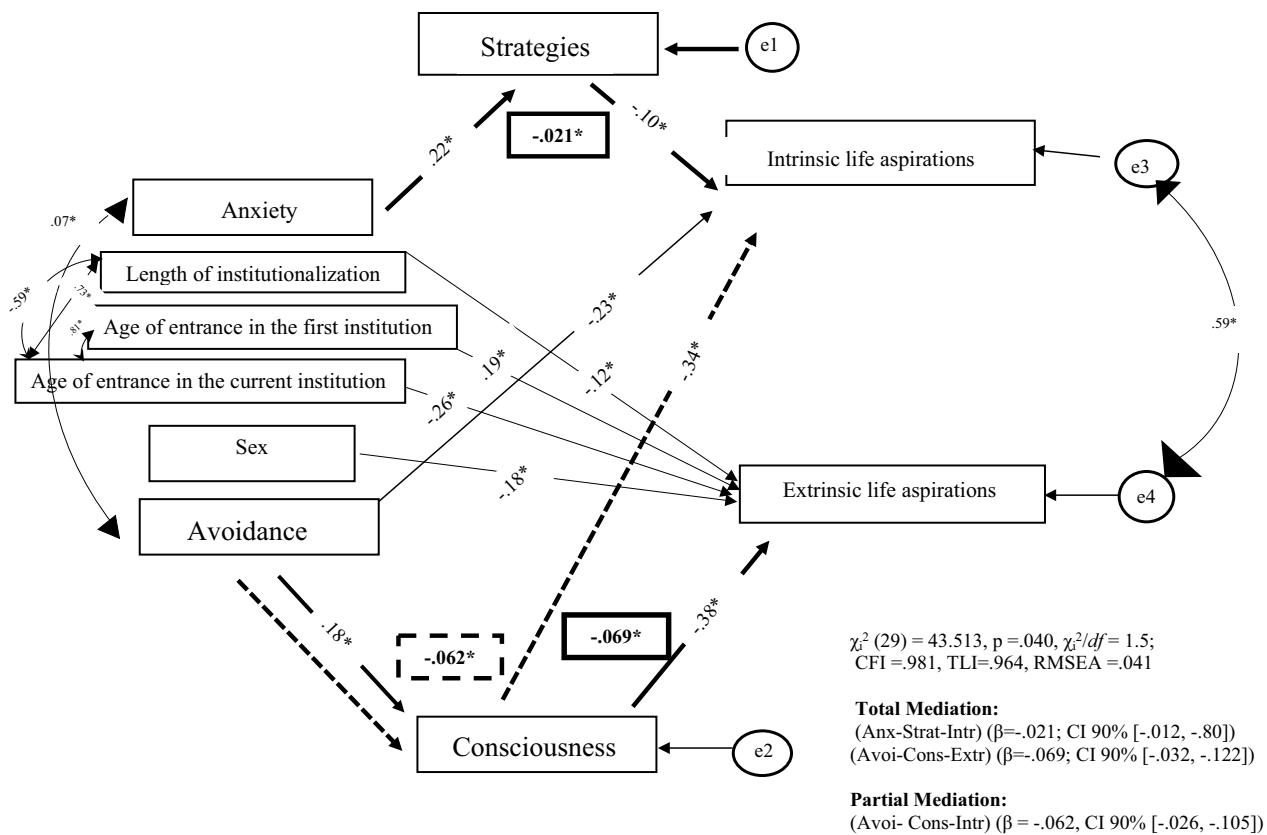 Strategies
e1
-.021*
-.10*
.22*
Intrinsic life aspirations
e3
Anxiety
.07*
Length of institutionalization
-.59*
.73*
Age of entrance in the first institution
.81*
Age of entrance in the current institution
-.23*
.19*
-.12*
-.34*
.59*
-.26*
Sex
-.18*
Extrinsic life aspirations
e4
Avoidance
.18*
-.062*
-.069*
-.38*
Consciousness
e2
χᵢ² (29) = 43.513, p =.040, χᵢ²/df = 1.5;
CFI =.981, TLI=.964, RMSEA =.041
Total Mediation:
(Anx-Strat-Intr) (β=-.021; CI 90% [-.012, -.80])
(Avoi-Cons-Extr) (β=-.069; CI 90% [-.032, -.122])
Partial Mediation:
(Avoi- Cons-Intr) (β = -.062, CI 90% [-.026, -.105])